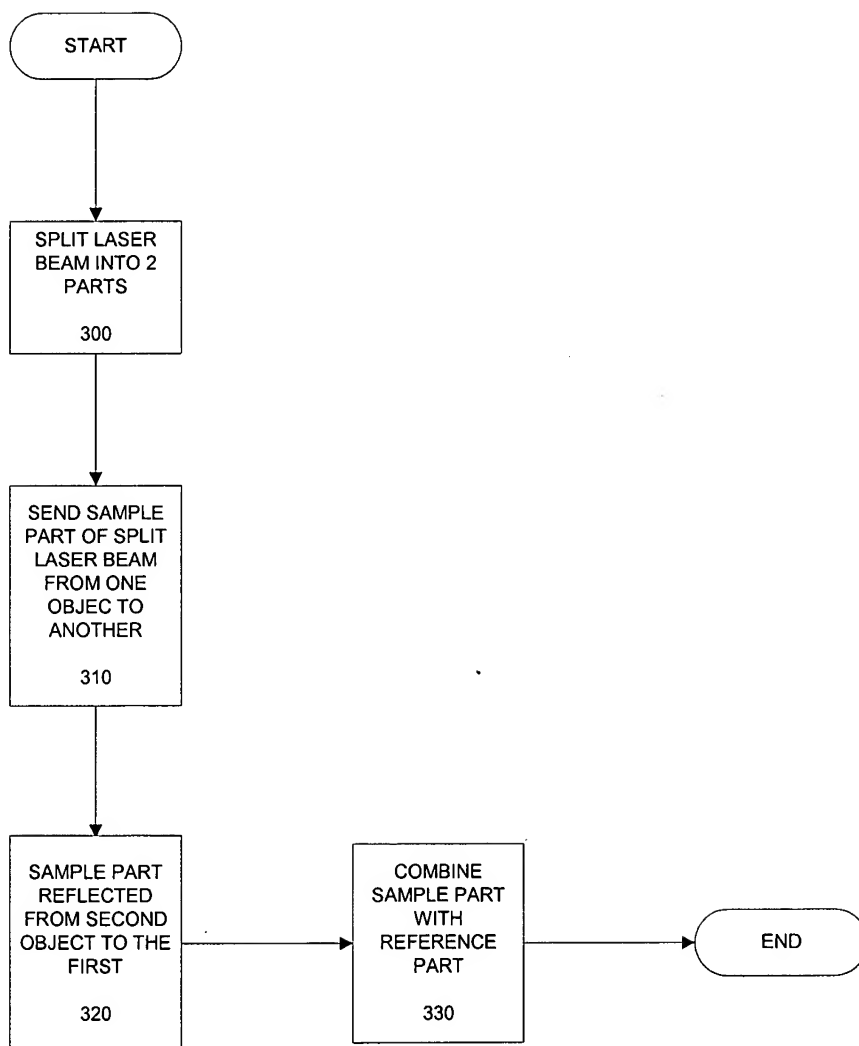 START
SPLIT LASER
BEAM INTO 2
PARTS
300
SEND SAMPLE
PART OF SPLIT
LASER BEAM
FROM ONE
OBJEC TO
ANOTHER
310
SAMPLE PART
REFLECTED
FROM SECOND
OBJECT TO THE
FIRST
320
COMBINE
SAMPLE PART
WITH
REFERENCE
PART
330
END